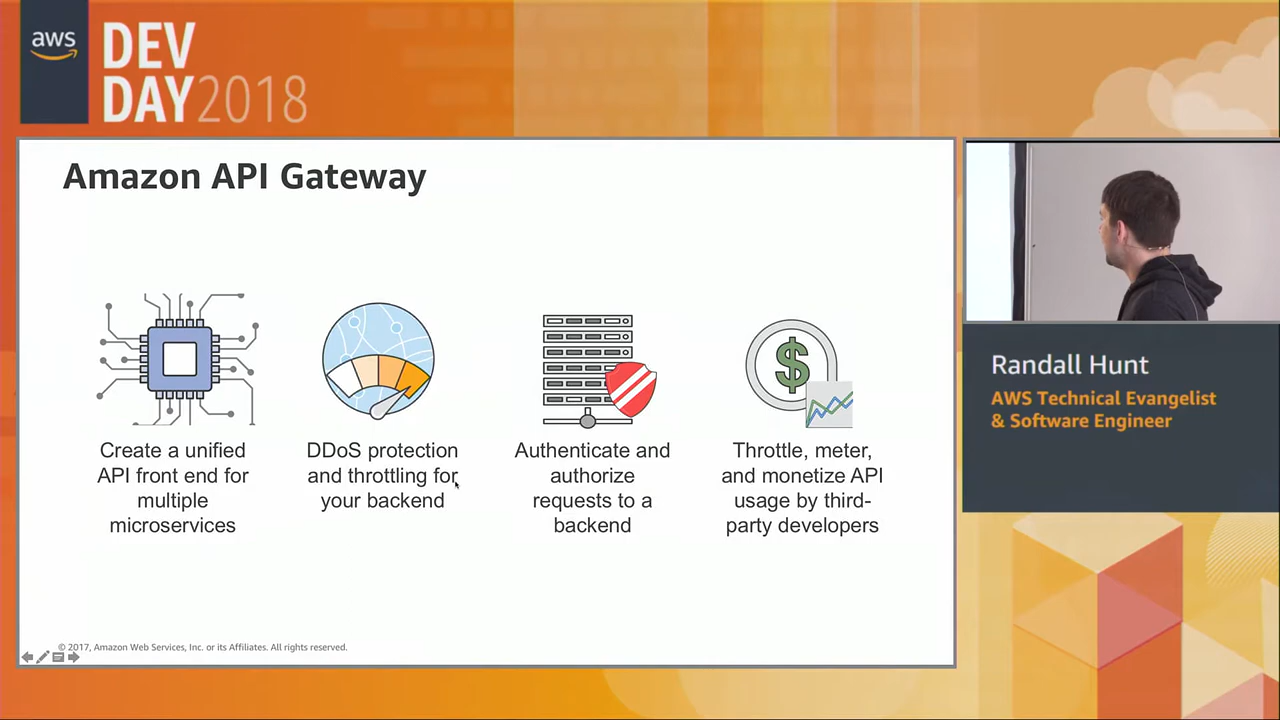 aws
DEV
DAY2018
Amazon API Gateway
Create a unified
API front end for
multiple
microservices
DDoS protection
and throttling for
your backend
Authenticate and
authorize
requests to a
backend
Throttle, meter,
and monetize API
usage by third-
party developers
© 2017, Amazon Web Services, Inc. or its Affiliates. All rights reserved.
Randall Hunt
AWS Technical Evangelist
& Software Engineer